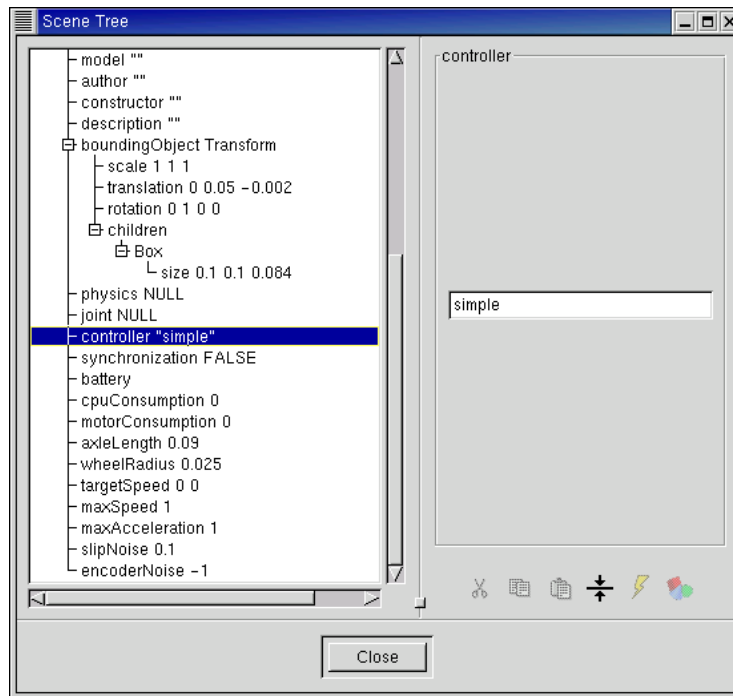 Scene Tree
model ""
author ""
constructor ""
description ""
boundingObject Transform
scale 1 1 1
translation 0 0.05 -0.002
rotation 0 1 0 0
children
Box
size 0.1 0.1 0.084
physics NULL
joint NULL
controller "simple"
synchronization FALSE
battery
cpuConsumption 0
motorConsumption 0
axleLength 0.09
wheelRadius 0.025
targetSpeed 0 0
maxSpeed 1
maxAcceleration 1
slipNoise 0.1
encoderNoise -1
controller
simple
Close